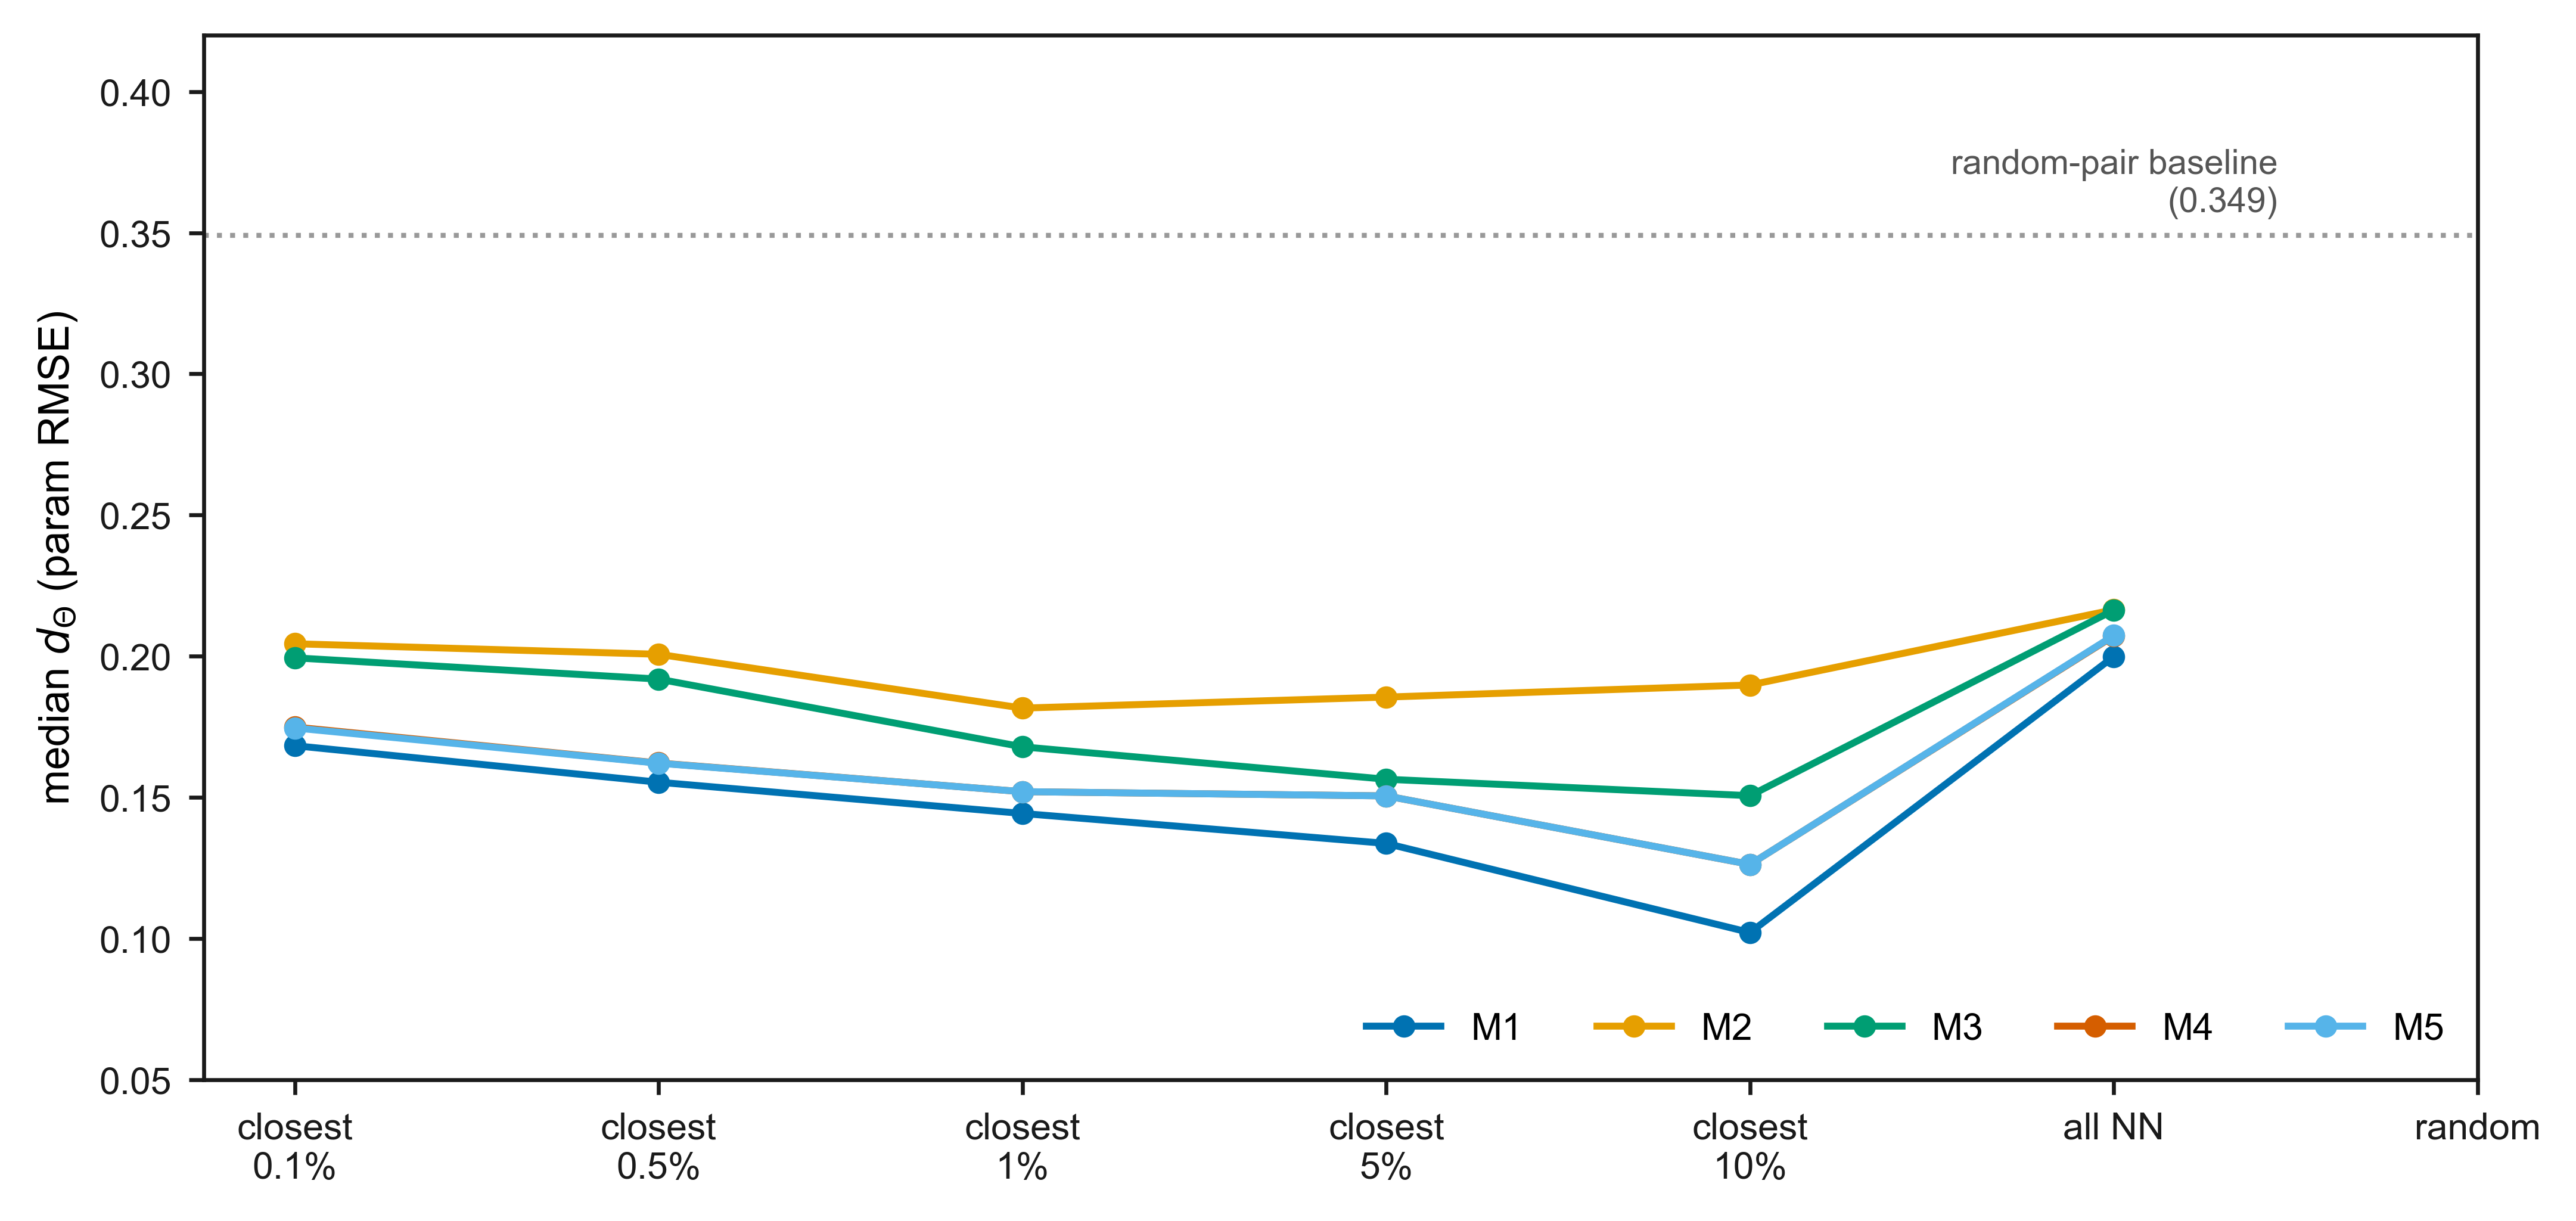 0.40
0.35
0.30
0.25
0.20
0.15
0.10
0.05
median dΘ (param RMSE)
random-pair baseline
(0.349)
M1 M2 M3 M4 M5
closest closest closest closest closest all NN random
0.1% 0.5% 1% 5% 10%